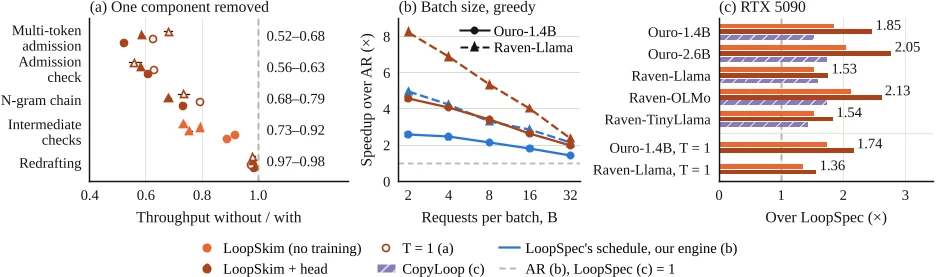 (a) One component removed
Multi-token
admission
Admission
check
N-gram chain
Intermediate
checks
Redrafting
0.52–0.68
0.56–0.63
0.68–0.79
0.73–0.92
0.97–0.98
0.4 0.6 0.8 1.0
Throughput without / with
(b) Batch size, greedy
Ouro-1.4B
Raven-Llama
Speedup over AR (×)
8
6
4
2
0
2 4 8 16 32
Requests per batch, B
(c) RTX 5090
Ouro-1.4B
Ouro-2.6B
Raven-Llama
Raven-OLMo
Raven-TinyLlama
Ouro-1.4B, T = 1
Raven-Llama, T = 1
1.85
2.05
1.53
2.13
1.54
1.74
1.36
0 1 2 3
Over LoopSpec (×)
LoopSkim (no training)
LoopSkim + head
T = 1 (a)
CopyLoop (c)
LoopSpec's schedule, our engine (b)
AR (b), LoopSpec (c) = 1